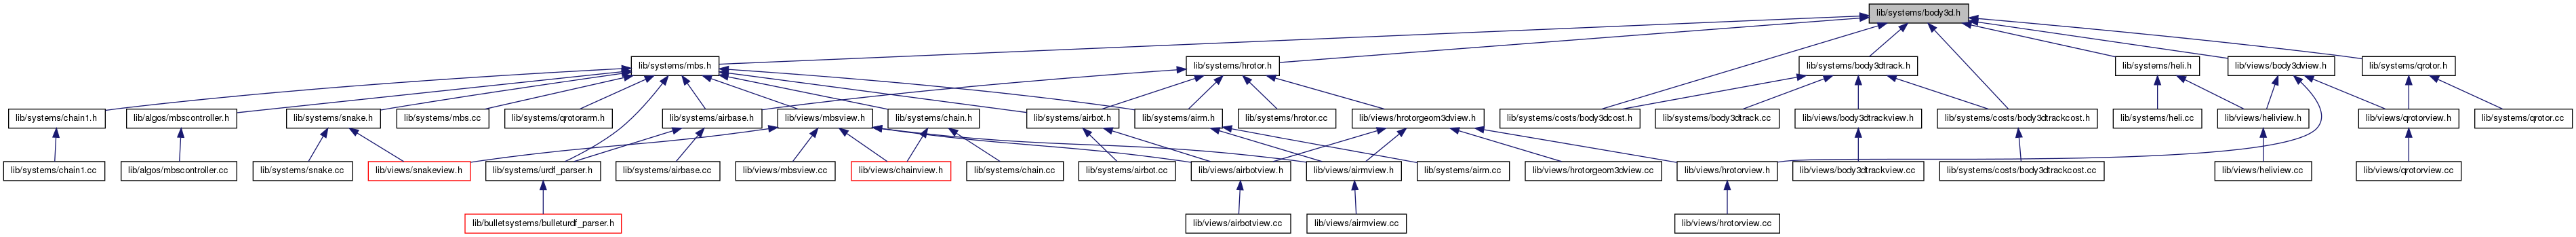 lib/systems/body3d.h
lib/systems/mbs.h
lib/systems/hrotor.h
lib/systems/body3dtrack.h
lib/systems/heli.h
lib/views/body3dview.h
lib/systems/qrotor.h
lib/systems/chain1.h
lib/algos/mbscontroller.h
lib/systems/snake.h
lib/systems/mbs.cc
lib/systems/qrotorarm.h
lib/systems/airbase.h
lib/views/mbsview.h
lib/systems/chain.h
lib/systems/airbot.h
lib/systems/airm.h
lib/systems/hrotor.cc
lib/views/hrotorgeom3dview.h
lib/systems/costs/body3dcost.h
lib/systems/body3dtrack.cc
lib/views/body3dtrackview.h
lib/systems/costs/body3dtrackcost.h
lib/systems/heli.cc
lib/views/heliview.h
lib/views/qrotorview.h
lib/systems/qrotor.cc
lib/systems/chain1.cc
lib/algos/mbscontroller.cc
lib/systems/snake.cc
lib/views/snakeview.h
lib/systems/urdf_parser.h
lib/systems/airbase.cc
lib/views/mbsview.cc
lib/views/chainview.h
lib/systems/chain.cc
lib/systems/airbot.cc
lib/views/airbotview.h
lib/views/airmview.h
lib/systems/airm.cc
lib/views/hrotorgeom3dview.cc
lib/views/hrotorview.h
lib/views/body3dtrackview.cc
lib/systems/costs/body3dtrackcost.cc
lib/views/heliview.cc
lib/views/qrotorview.cc
lib/bulletsystems/bulleturdf_parser.h
lib/views/airbotview.cc
lib/views/airmview.cc
lib/views/hrotorview.cc